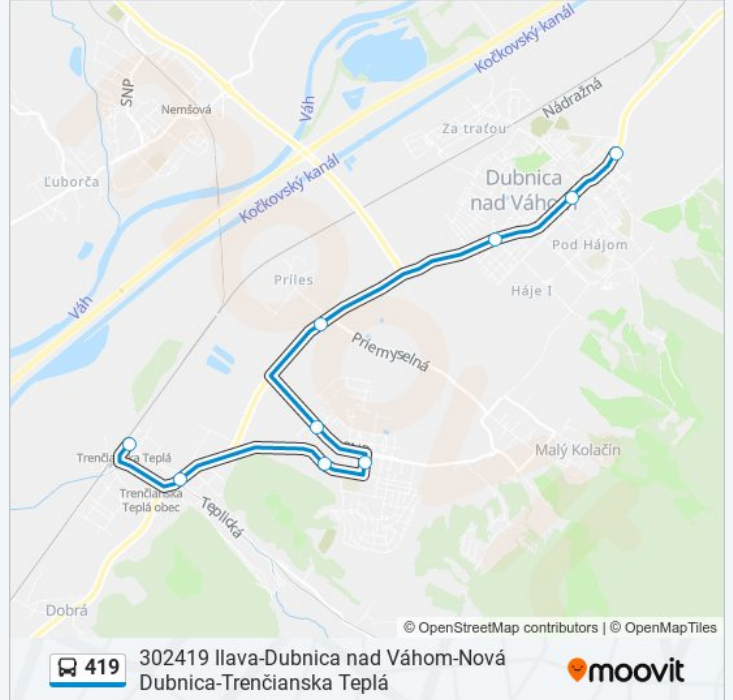 Kočkovský kanál
SNP
Nemšová
Váh
Nádražná
Za traťou
Ľuborča
Kočkovský kanál
Dubnica
nad Váhom
Pod Hájom
Príles
Háje I
Váh
Priemyselná
Malý Kolačín
Trenčianska Teplá
Trenčianska
Teplá obec
Teplická
Dobrá
© OpenStreetMap contributors | © OpenMapTiles
419
302419 Ilava-Dubnica nad Váhom-Nová
Dubnica-Trenčianska Teplá
moovit